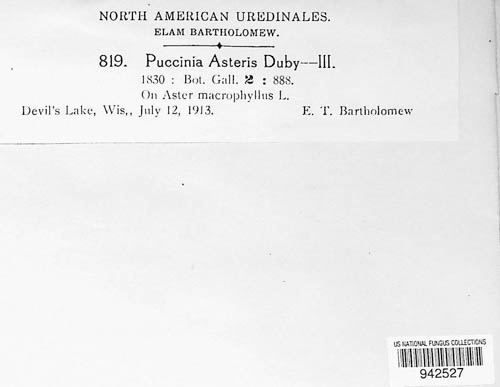 NORTH AMERICAN UREDINALES.
ELAM BARTHOLOMEW.
819. Puccinia Asteris Duby—III.
1830 : Bot. Gall. 2 : 888.
On Aster macrophyllus L.
Devil's Lake, Wis,, July 12, 1913. E. T. Bartholomew
US NATIONAL FUNGUS COLLECTIONS
942527